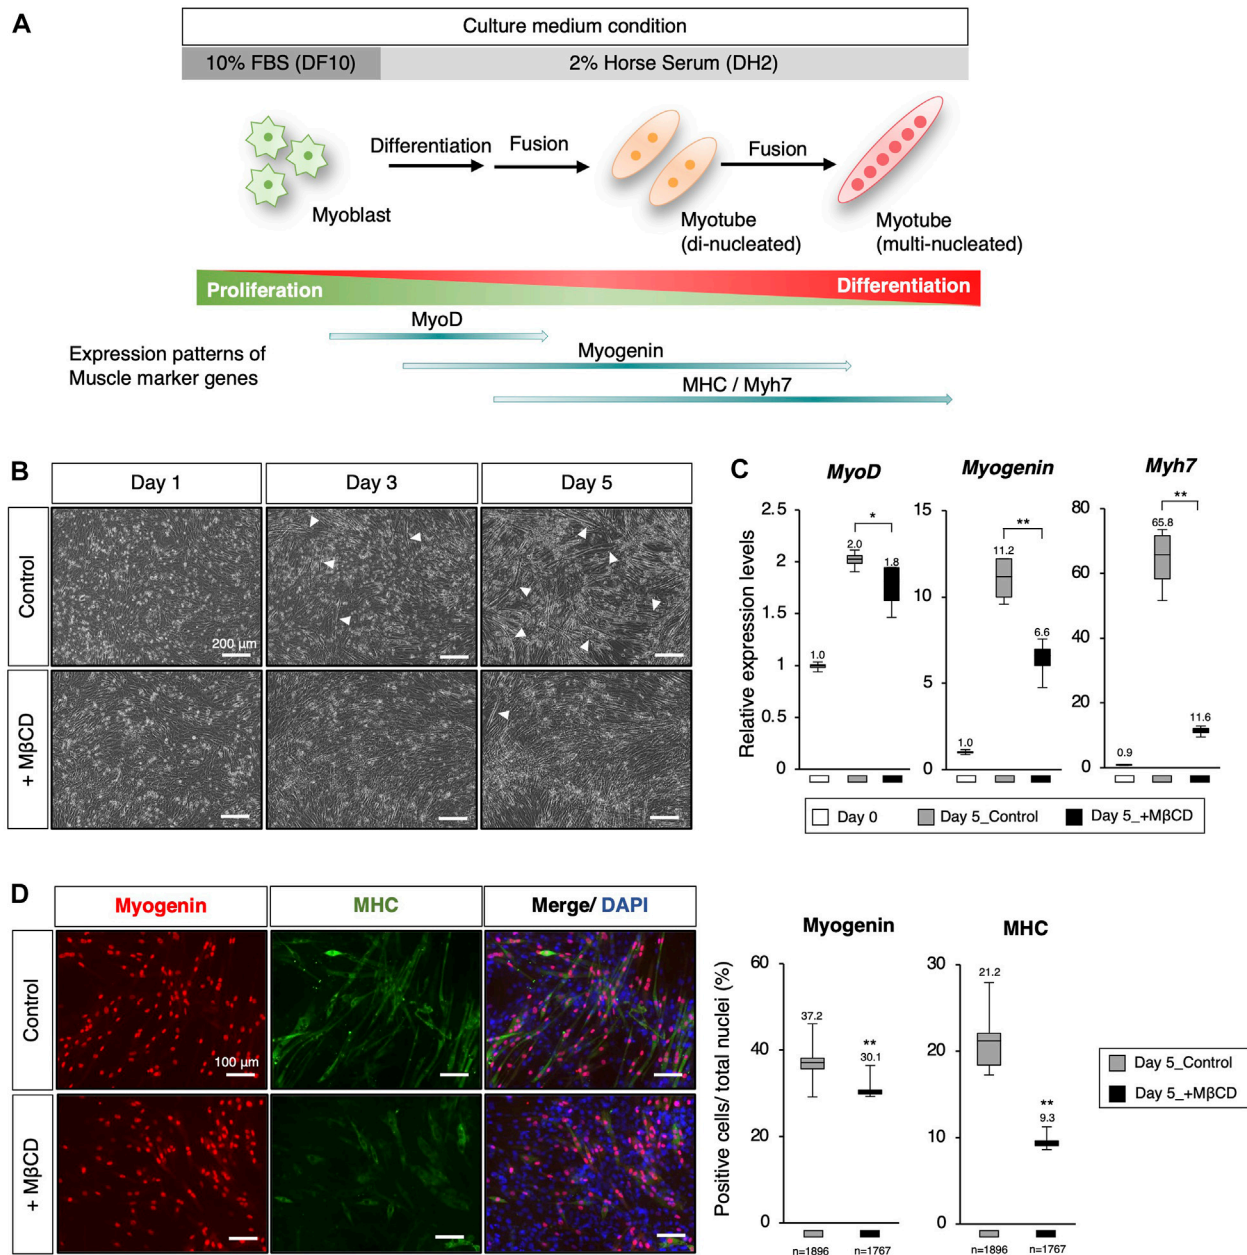 A
Culture medium condition
10% FBS (DF10)
2% Horse Serum (DH2)
Differentiation
Fusion
Fusion
Myoblast
Myotube
(di-nucleated)
Myotube
(multi-nucleated)
Proliferation
Differentiation
MyoD
Expression patterns of
Muscle marker genes
Myogenin
MHC / Myh7
B
Day 1
Day 3
Day 5
Control
200 µm
+ MβCD
C
MyoD
Myogenin
Myh7
Relative expression levels
2.5
2
1.5
1
0.5
0
1.0
2.0
*
1.8
15
10
5
0
1.0
11.2
**
6.6
80
60
40
20
0
0.9
65.8
**
11.6
Day 0
Day 5_Control
Day 5_+MβCD
D
Myogenin
MHC
Merge/ DAPI
Control
100 µm
+ MβCD
Myogenin
MHC
Positive cells/ total nuclei (%)
60
40
20
0
37.2
**
30.1
n=1896
n=1767
30
20
10
0
21.2
**
9.3
n=1896
n=1767
Day 5_Control
Day 5_+MβCD